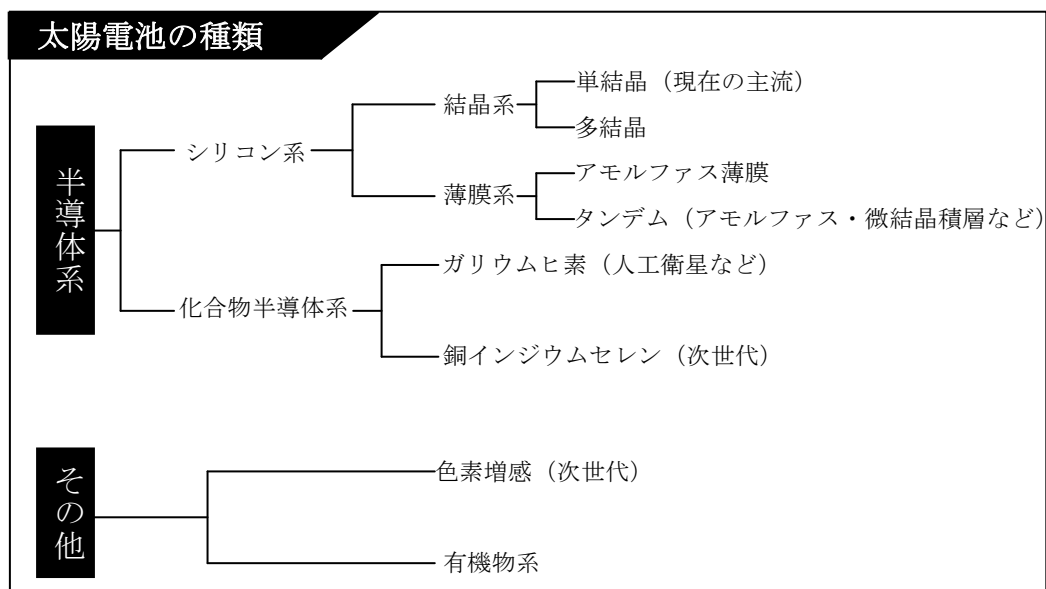 太陽電池の種類
半導体系
シリコン系
結晶系
単結晶（現在の主流）
多結晶
薄膜系
アモルファス薄膜
タンデム（アモルファス・微結晶積層など）
化合物半導体系
ガリウムヒ素（人工衛星など）
銅インジウムセレン（次世代）
その他
色素増感（次世代）
有機物系